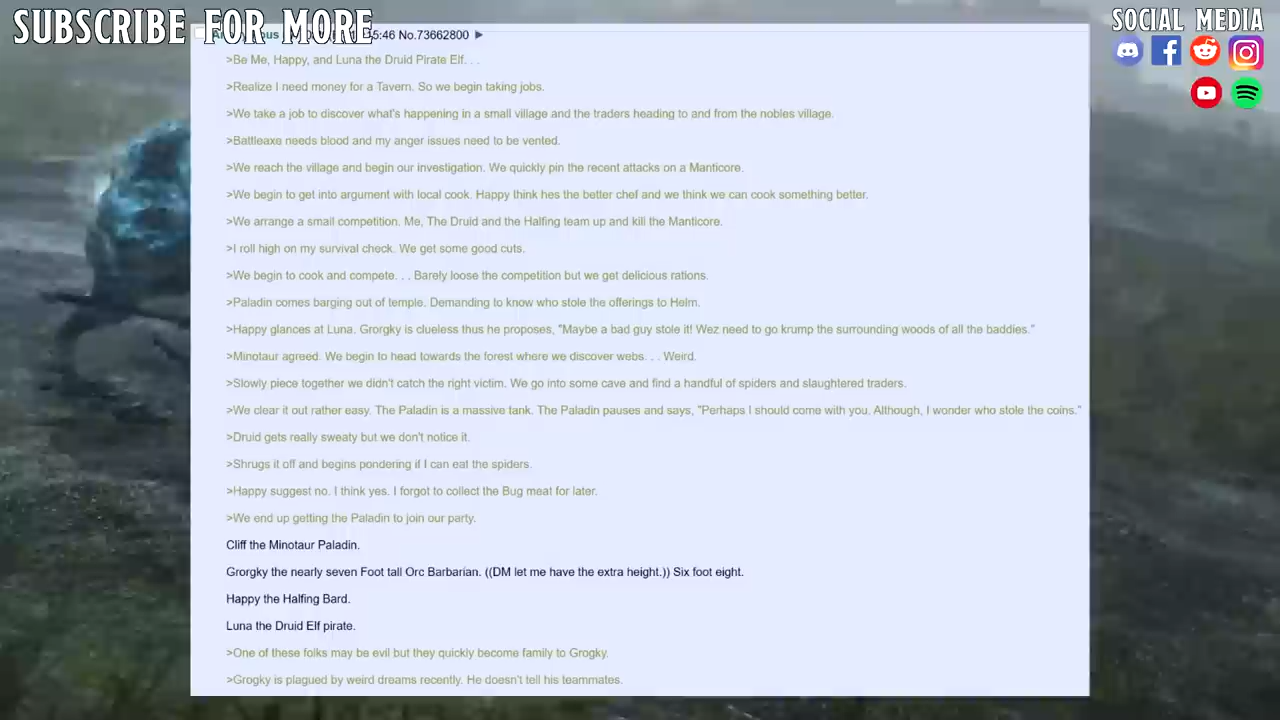 SUBSCRIBE FOR MORE
SOCIAL MEDIA
5:46 No.73662800 ▶
>Be Me, Happy, and Luna the Druid Pirate Elf. . .
>Realize I need money for a Tavern. So we begin taking jobs.
>We take a job to discover what's happening in a small village and the traders heading to and from the nobles village.
>Battleaxe needs blood and my anger issues need to be vented.
>We reach the village and begin our investigation. We quickly pin the recent attacks on a Manticore.
>We begin to get into argument with local cook. Happy think hes the better chef and we think we can cook something better.
>We arrange a small competition. Me, The Druid and the Halfing team up and kill the Manticore.
>I roll high on my survival check. We get some good cuts.
>We begin to cook and compete. . . Barely loose the competition but we get delicious rations.
>Paladin comes barging out of temple. Demanding to know who stole the offerings to Helm.
>Happy glances at Luna. Grorgky is clueless thus he proposes, "Maybe a bad guy stole it! Wez need to go krump the surrounding woods of all the baddies."
>Minotaur agreed. We begin to head towards the forest where we discover webs. . . Weird.
>Slowly piece together we didn't catch the right victim. We go into some cave and find a handful of spiders and slaughtered traders.
>We clear it out rather easy. The Paladin is a massive tank. The Paladin pauses and says, "Perhaps I should come with you. Although, I wonder who stole the coins."
>Druid gets really sweaty but we don't notice it.
>Shrugs it off and begins pondering if I can eat the spiders.
>Happy suggest no. I think yes. I forgot to collect the Bug meat for later.
>We end up getting the Paladin to join our party.
Cliff the Minotaur Paladin.
Grorgky the nearly seven Foot tall Orc Barbarian. ((DM let me have the extra height.)) Six foot eight.
Happy the Halfing Bard.
Luna the Druid Elf pirate.
>One of these folks may be evil but they quickly become family to Grogky.
>Grogky is plagued by weird dreams recently. He doesn't tell his teammates.